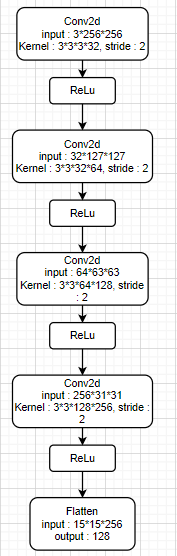 Conv2d
input : 3*256*256
Kernel : 3*3*3*32, stride : 2
ReLu
Conv2d
input : 32*127*127
Kernel : 3*3*32*64, stride : 2
ReLu
Conv2d
input : 64*63*63
Kernel : 3*3*64*128, stride
: 2
ReLu
Conv2d
input : 256*31*31
Kernel : 3*3*128*256, stride :
2
ReLu
Flatten
input : 15*15*256
output : 128